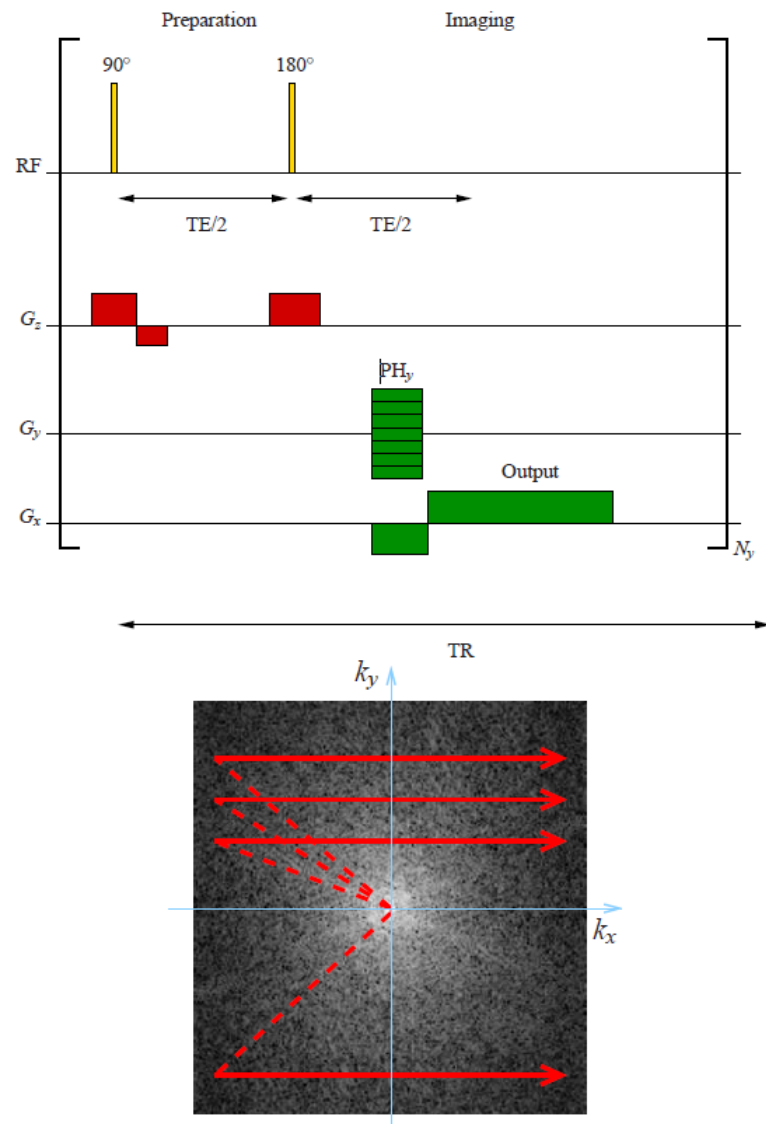 Preparation Imaging
90° 180°
RF
TE/2 TE/2
G_z
PH_y
G_y
Output
G_x
N_y
TR
k_y
k_x